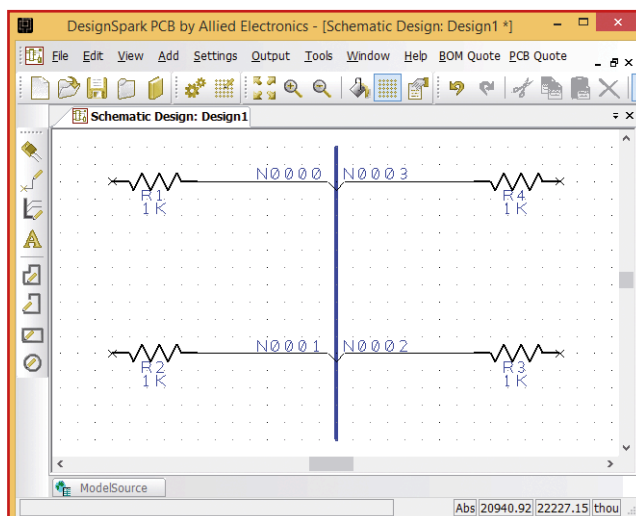 DesignSpark PCB by Allied Electronics - [Schematic Design: Design1 *]
File Edit View Add Settings Output Tools Window Help BOM Quote PCB Quote
Schematic Design: Design1
N0000 N0003
R1 R4
1K 1K
N0001 N0002
R2 R3
1K 1K
ModelSource
Abs 20940.92 22227.15 thou